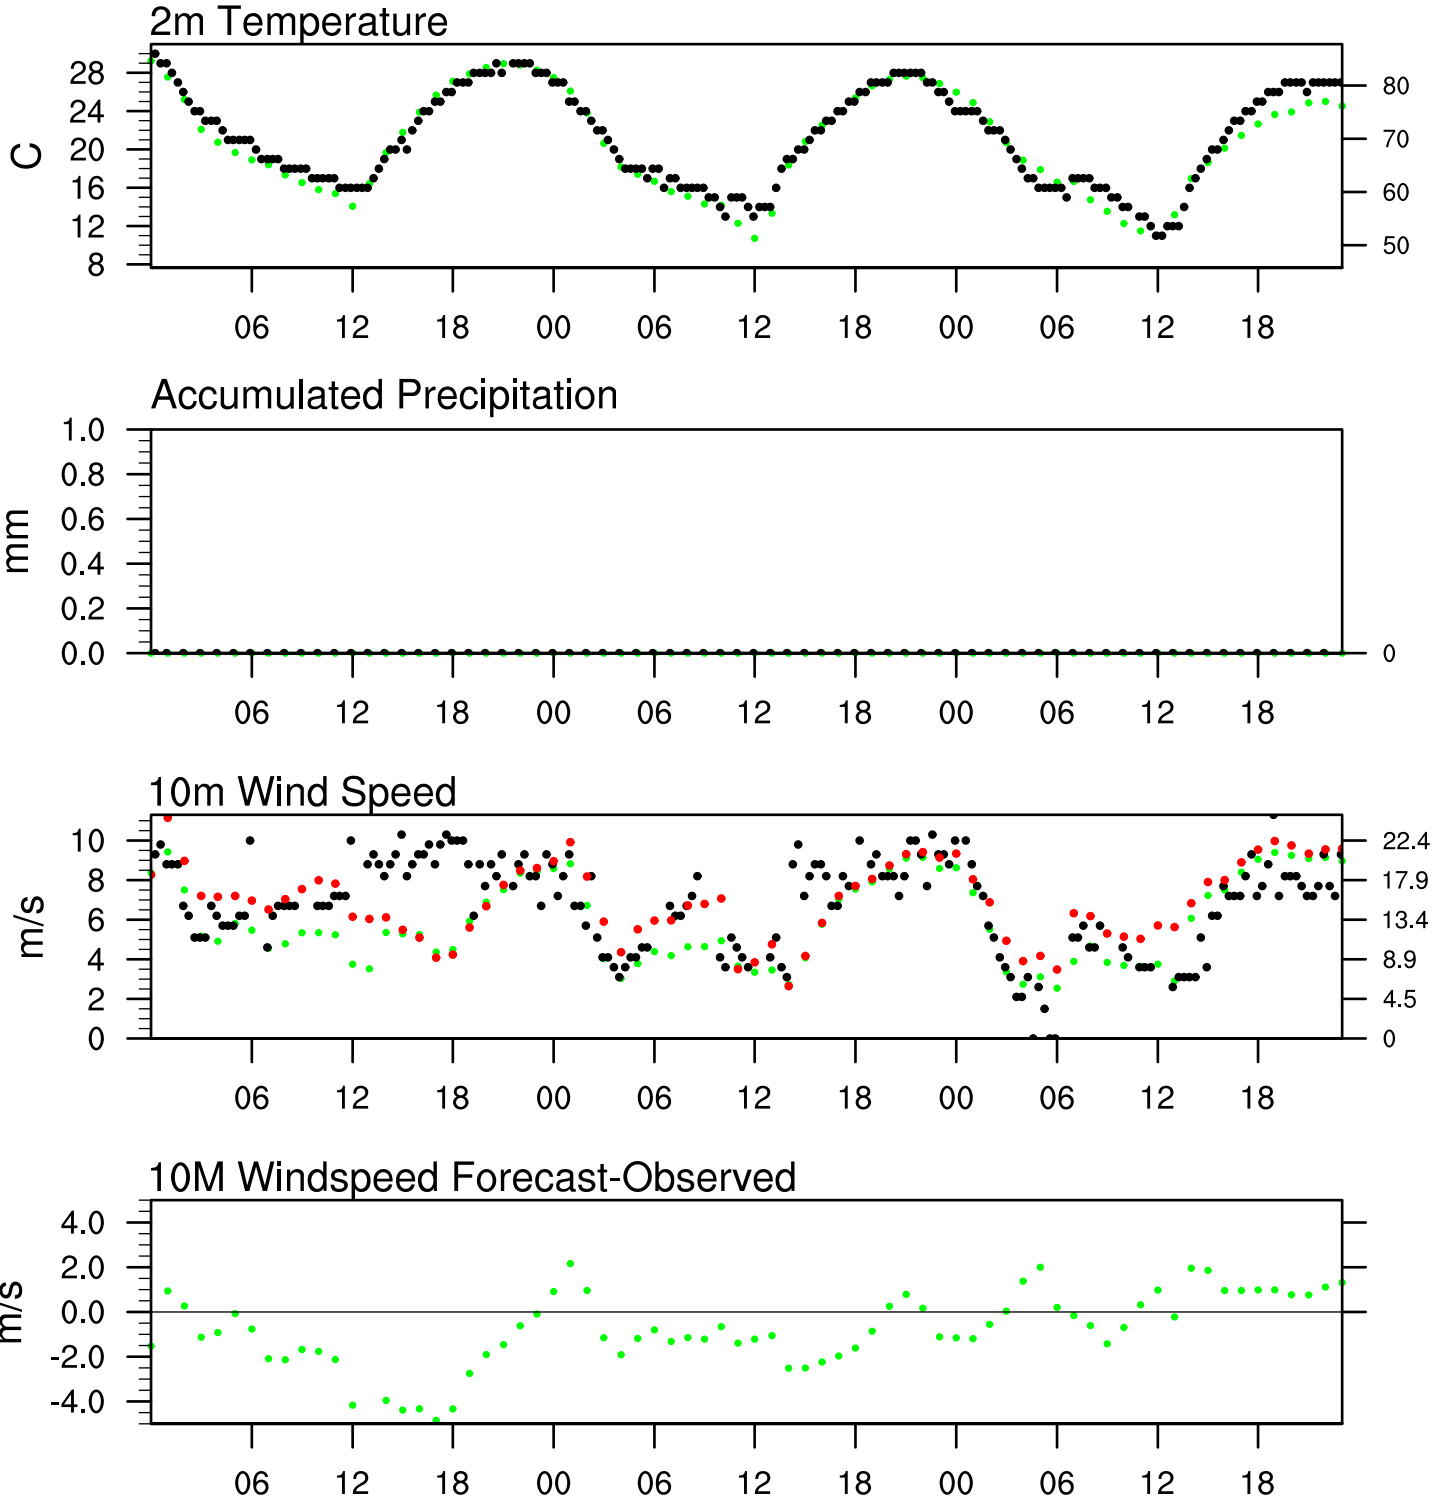 2m Temperature
28
24
20
16
12
8
C
80
70
60
50
06 12 18 00 06 12 18 00 06 12 18
Accumulated Precipitation
1.0
0.8
0.6
0.4
0.2
0.0
mm
0
06 12 18 00 06 12 18 00 06 12 18
10m Wind Speed
10
8
6
4
2
0
m/s
22.4
17.9
13.4
8.9
4.5
0
06 12 18 00 06 12 18 00 06 12 18
10M Windspeed Forecast-Observed
4.0
2.0
0.0
-2.0
-4.0
m/s
06 12 18 00 06 12 18 00 06 12 18